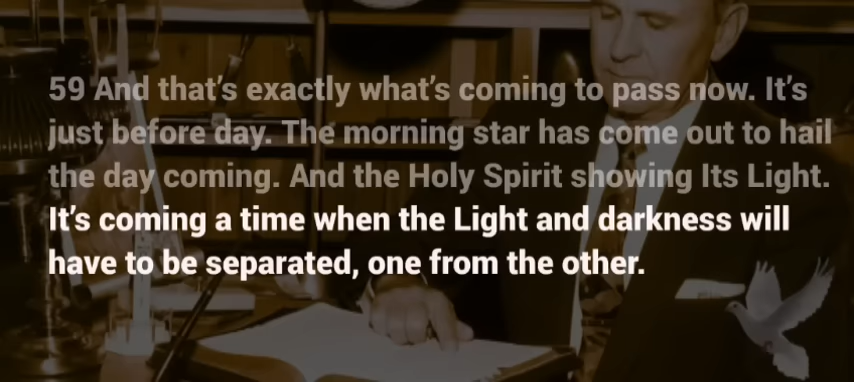 59 And that's exactly what's coming to pass now. It's
just before day. The morning star has come out to hail
the day coming. And the Holy Spirit showing Its Light.
It's coming a time when the Light and darkness will
have to be separated, one from the other.